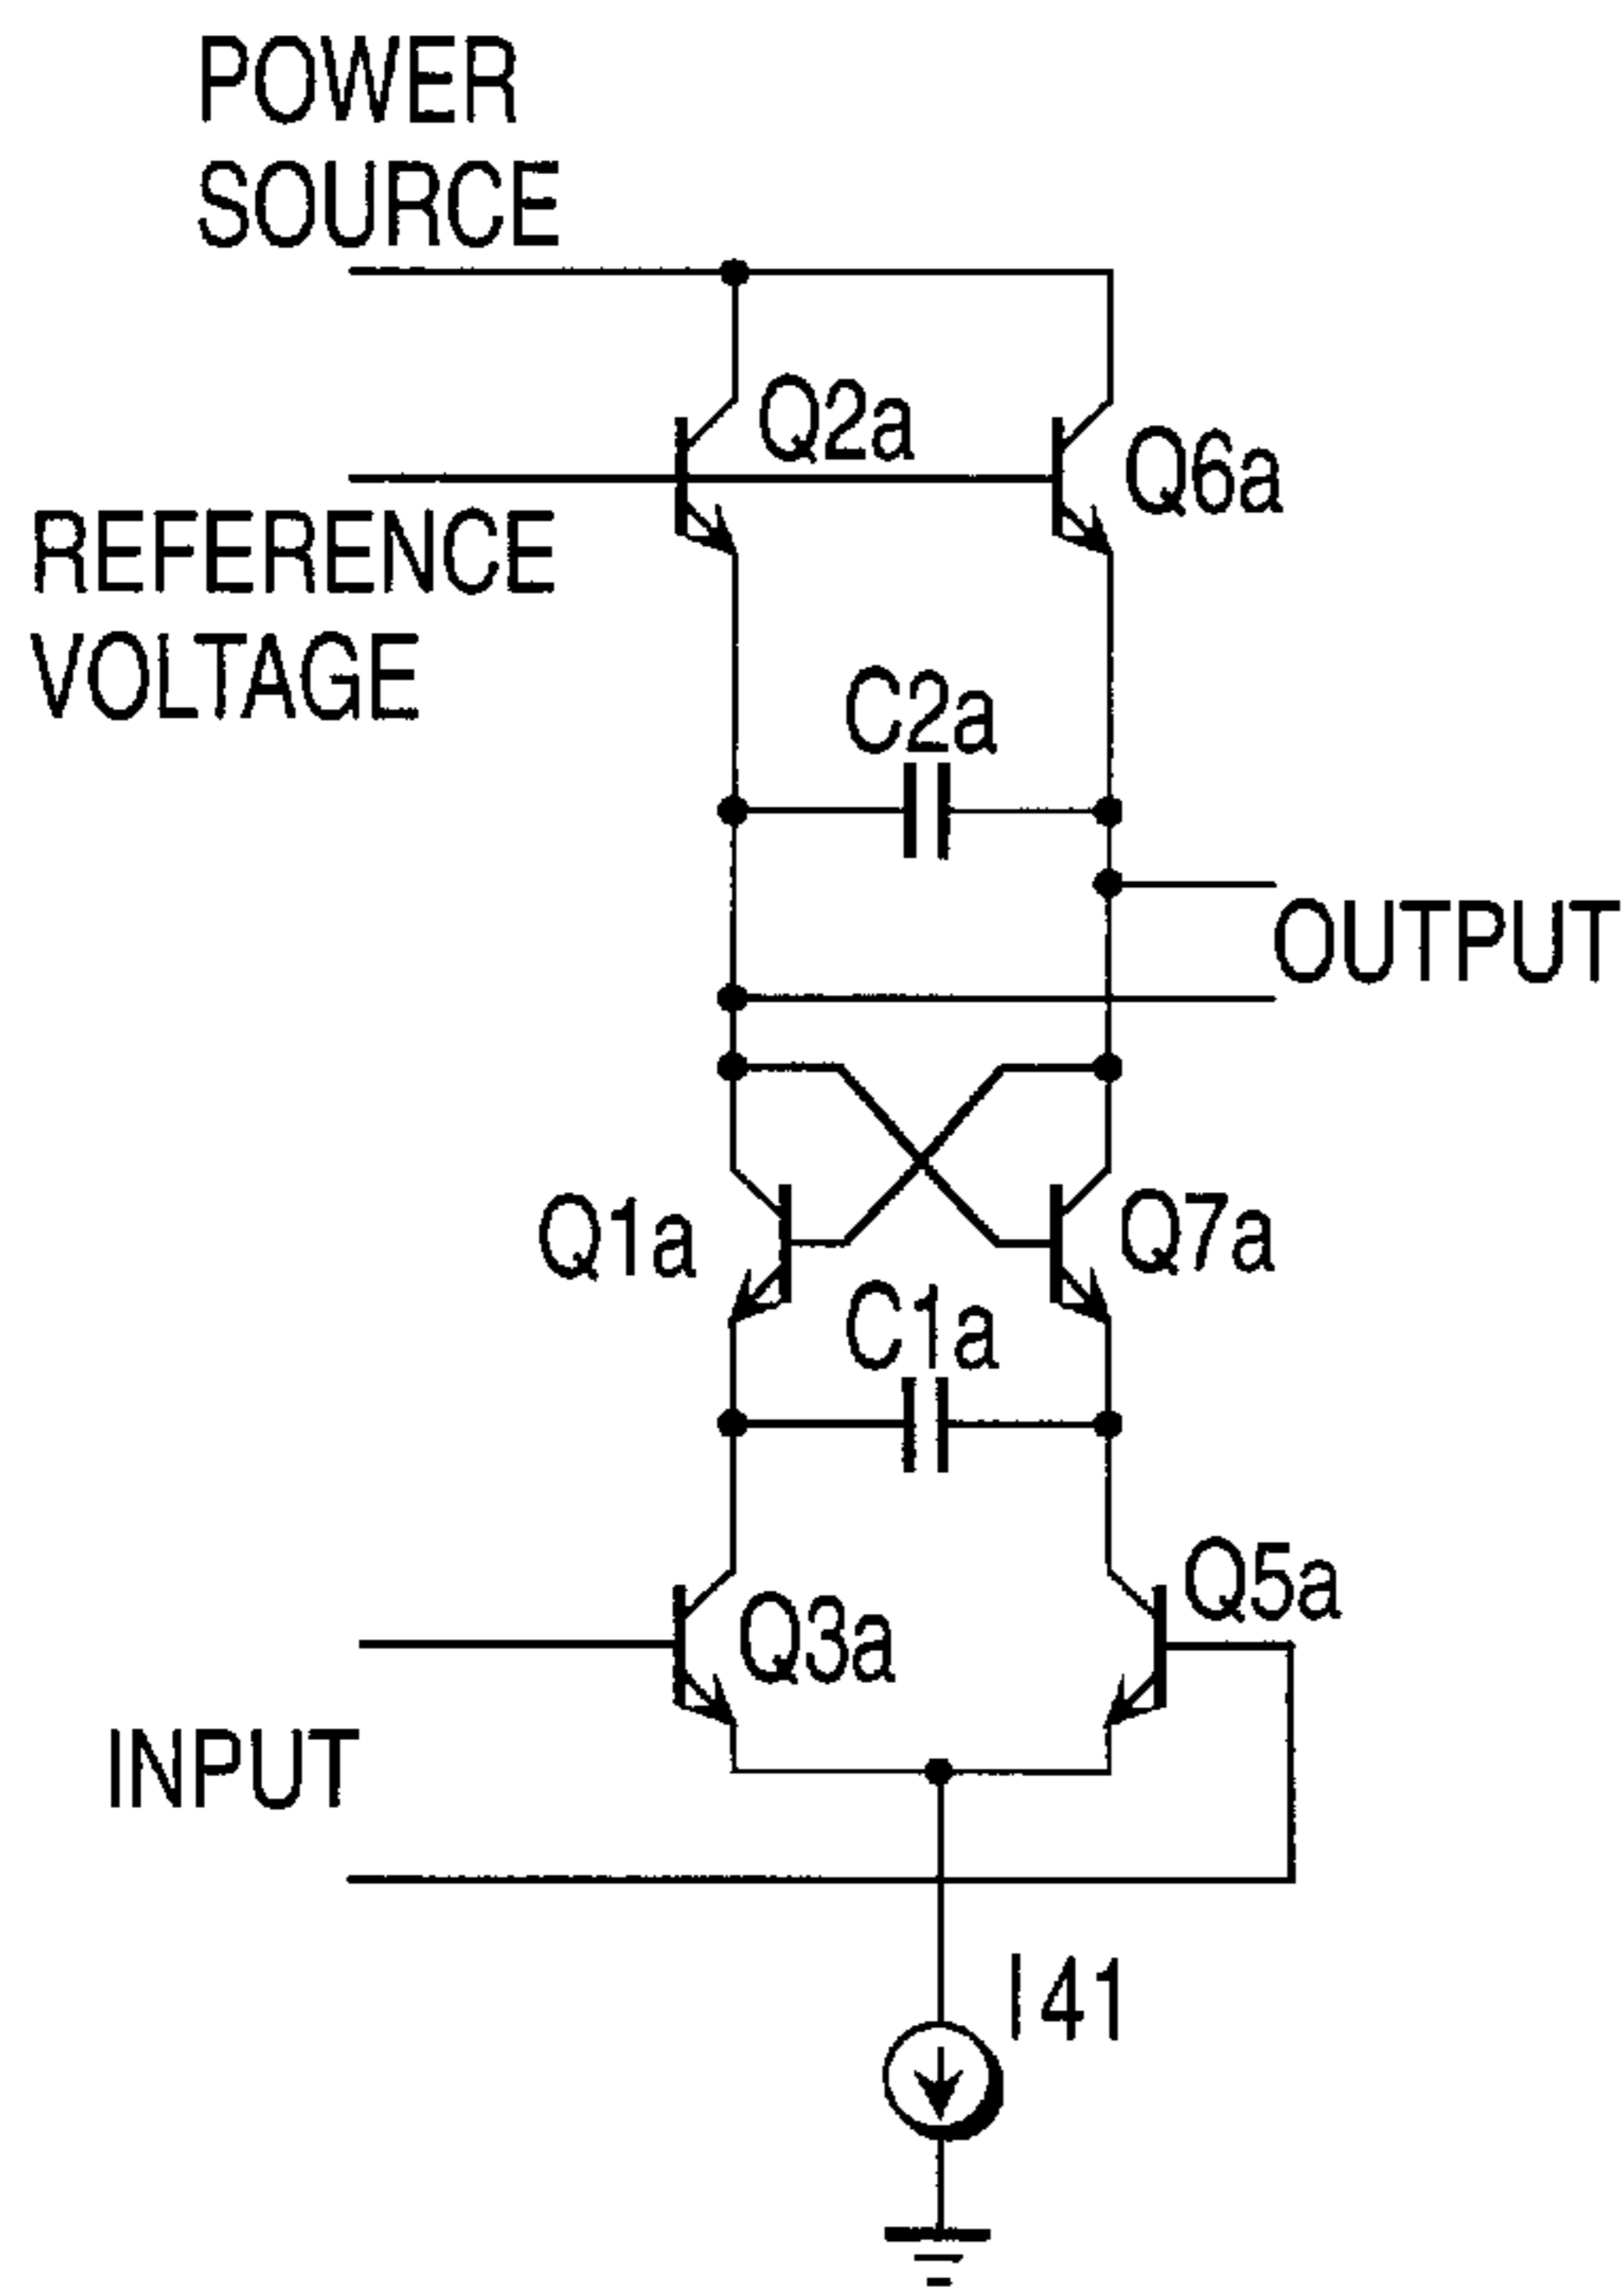 POWER
SOURCE
Q2a
Q6a
REFERENCE
VOLTAGE
C2a
OUTPUT
Q1a
Q7a
C1a
Q3a
Q5a
INPUT
I41